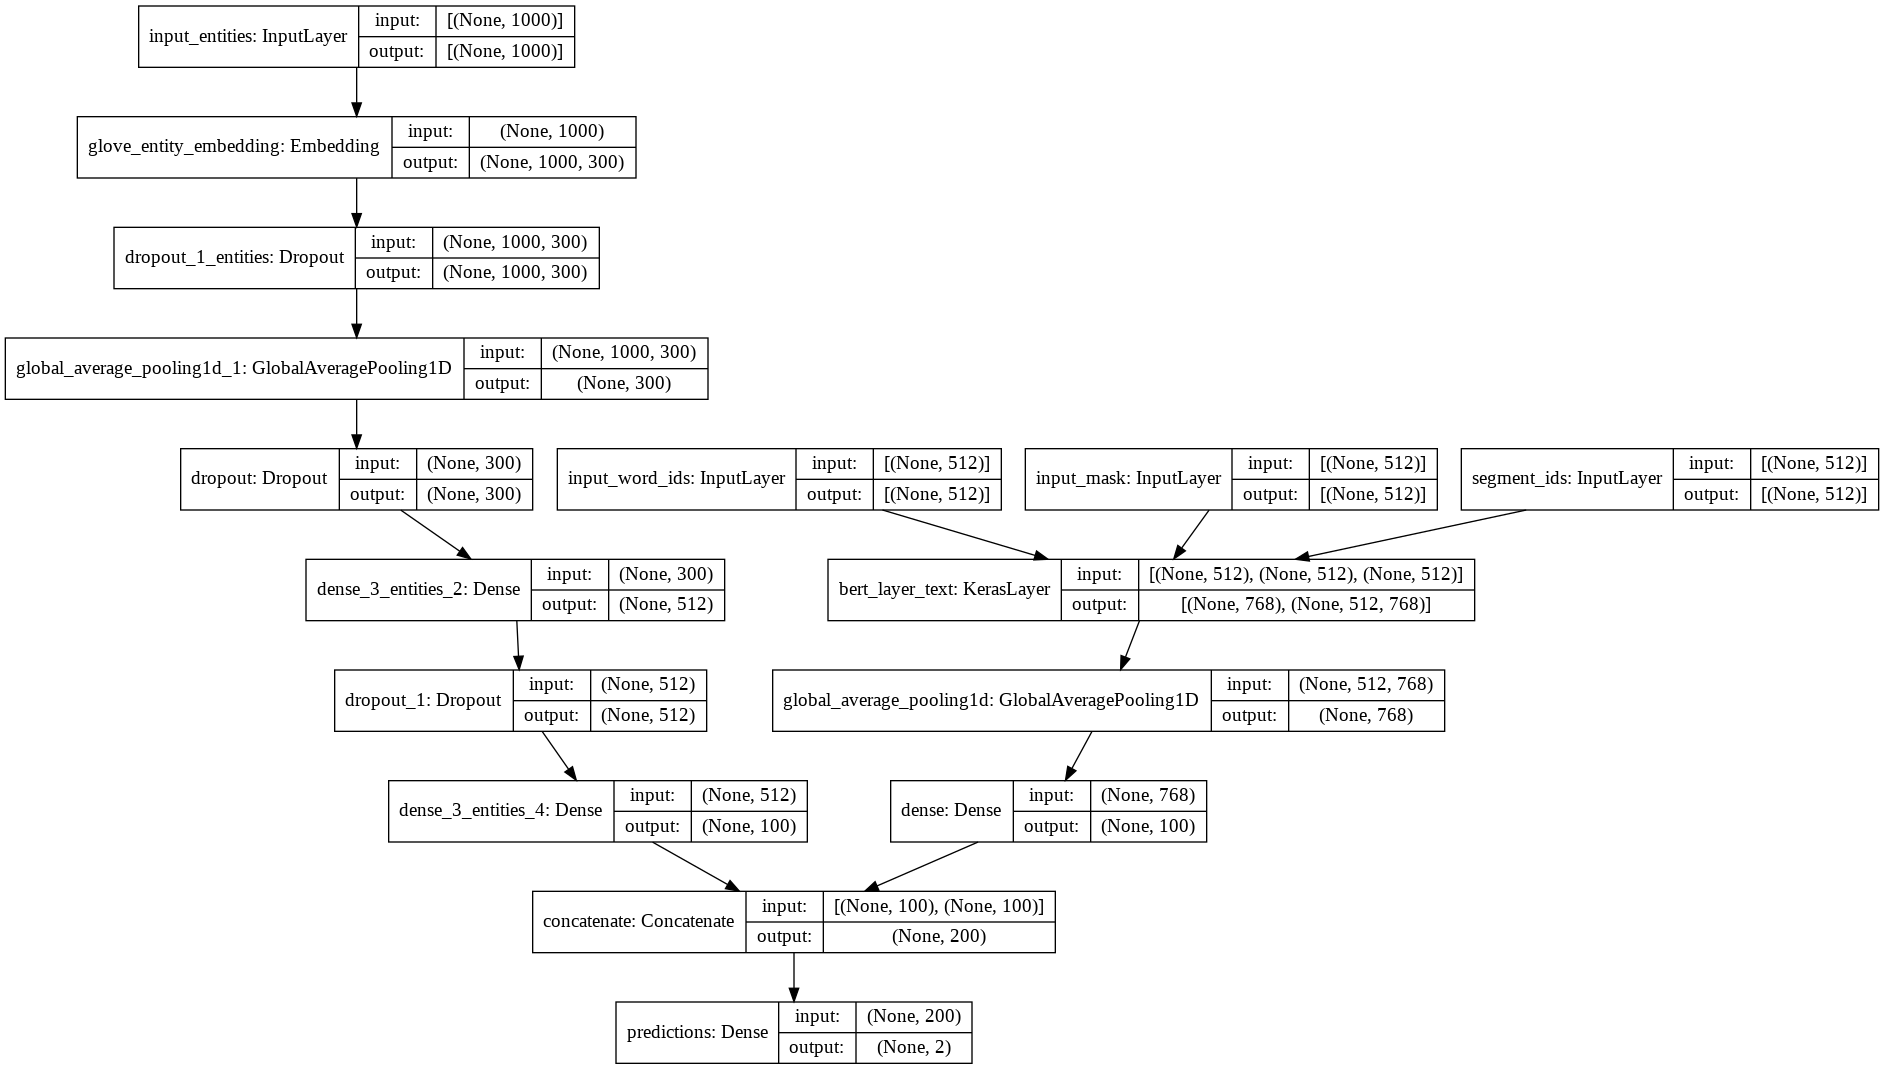 input_entities: InputLayer
input: [(None, 1000)]
output: [(None, 1000)]
glove_entity_embedding: Embedding
input: (None, 1000)
output: (None, 1000, 300)
dropout_1_entities: Dropout
input: (None, 1000, 300)
output: (None, 1000, 300)
global_average_pooling1d_1: GlobalAveragePooling1D
input: (None, 1000, 300)
output: (None, 300)
dropout: Dropout
input: (None, 300)
output: (None, 300)
input_word_ids: InputLayer
input: [(None, 512)]
output: [(None, 512)]
input_mask: InputLayer
input: [(None, 512)]
output: [(None, 512)]
segment_ids: InputLayer
input: [(None, 512)]
output: [(None, 512)]
dense_3_entities_2: Dense
input: (None, 300)
output: (None, 512)
bert_layer_text: KerasLayer
input: [(None, 512), (None, 512), (None, 512)]
output: [(None, 768), (None, 512, 768)]
dropout_1: Dropout
input: (None, 512)
output: (None, 512)
global_average_pooling1d: GlobalAveragePooling1D
input: (None, 512, 768)
output: (None, 768)
dense_3_entities_4: Dense
input: (None, 512)
output: (None, 100)
dense: Dense
input: (None, 768)
output: (None, 100)
concatenate: Concatenate
input: [(None, 100), (None, 100)]
output: (None, 200)
predictions: Dense
input: (None, 200)
output: (None, 2)